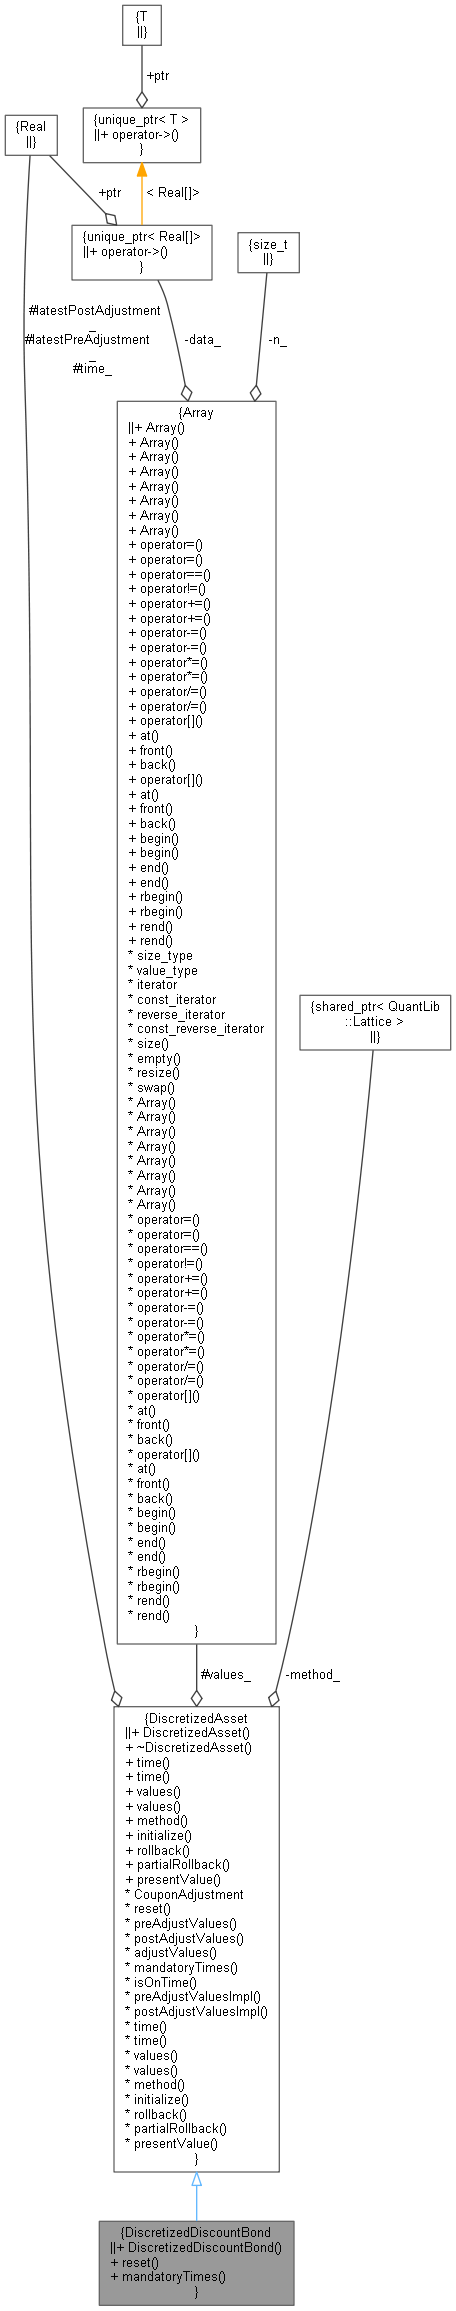 {T
||}
+ptr
{unique_ptr< T >
||+ operator->()
}
{Real
||}
+ptr
< Real[]>
{unique_ptr< Real[]>
||+ operator->()
}
{size_t
||}
#latestPostAdjustment
_
#latestPreAdjustment
_
#time_
-data_
-n_
{Array
||+ Array()
+ Array()
+ Array()
+ Array()
+ Array()
+ Array()
+ Array()
+ Array()
+ operator=()
+ operator=()
+ operator==()
+ operator!=()
+ operator+=()
+ operator+=()
+ operator-=()
+ operator-=()
+ operator*=()
+ operator*=()
+ operator/=()
+ operator/=()
+ operator[]()
+ at()
+ front()
+ back()
+ operator[]()
+ at()
+ front()
+ back()
+ begin()
+ begin()
+ end()
+ end()
+ rbegin()
+ rbegin()
+ rend()
+ rend()
* size_type
* value_type
* iterator
* const_iterator
* reverse_iterator
* const_reverse_iterator
* size()
* empty()
* resize()
* swap()
* Array()
* Array()
* Array()
* Array()
* Array()
* Array()
* Array()
* Array()
* operator=()
* operator=()
* operator==()
* operator!=()
* operator+=()
* operator+=()
* operator-=()
* operator-=()
* operator*=()
* operator*=()
* operator/=()
* operator/=()
* operator[]()
* at()
* front()
* back()
* operator[]()
* at()
* front()
* back()
* begin()
* begin()
* end()
* end()
* rbegin()
* rbegin()
* rend()
* rend()
}
{shared_ptr< QuantLib
::Lattice >
||}
#values_
-method_
{DiscretizedAsset
||+ DiscretizedAsset()
+ ~DiscretizedAsset()
+ time()
+ time()
+ values()
+ values()
+ method()
+ initialize()
+ rollback()
+ partialRollback()
+ presentValue()
* CouponAdjustment
* reset()
* preAdjustValues()
* postAdjustValues()
* adjustValues()
* mandatoryTimes()
* isOnTime()
* preAdjustValuesImpl()
* postAdjustValuesImpl()
* time()
* time()
* values()
* values()
* method()
* initialize()
* rollback()
* partialRollback()
* presentValue()
}
{DiscretizedDiscountBond
||+ DiscretizedDiscountBond()
+ reset()
+ mandatoryTimes()
}